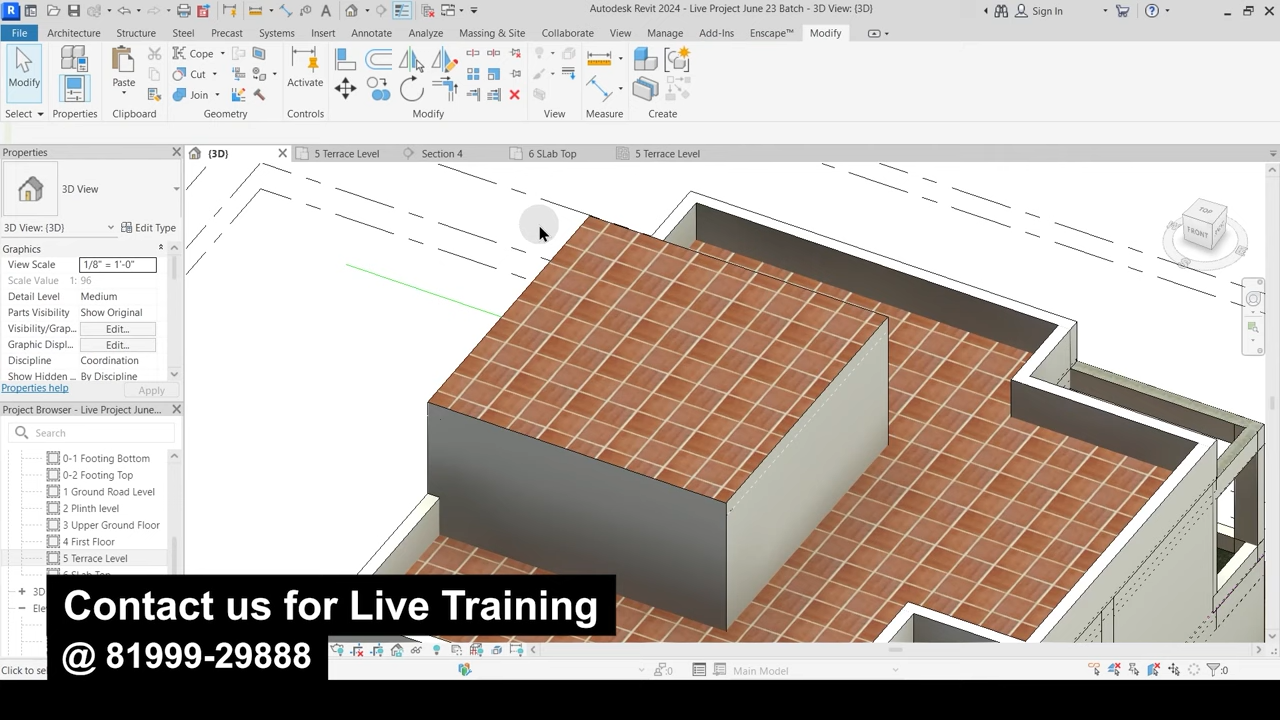 Autodesk Revit 2024 - Live Project June 23 Batch - 3D View: {3D}
Sign In
File Architecture Structure Steel Precast Systems Insert Annotate Analyze Massing & Site Collaborate View Manage Add-Ins Enscape™ Modify
Modify Paste Cope Cut Join Activate
Select Properties Clipboard Geometry Controls Modify View Measure Create
Properties
{3D} 5 Terrace Level Section 4 6 SLab Top 5 Terrace Level
3D View
3D View: {3D} Edit Type
Graphics
View Scale 1/8" = 1'-0"
Scale Value 1: 96
Detail Level Medium
Parts Visibility Show Original
Visibility/Grap... Edit...
Graphic Displ... Edit...
Discipline Coordination
Show Hidden By Discipline
Properties help Apply
Project Browser - Live Project June...
Search
0-1 Footing Bottom
0-2 Footing Top
1 Ground Road Level
2 Plinth level
3 Upper Ground Floor
4 First Floor
5 Terrace Level
TOP
FRONT
Contact us for Live Training
@ 81999-29888
Click to se
:0 Main Model :0